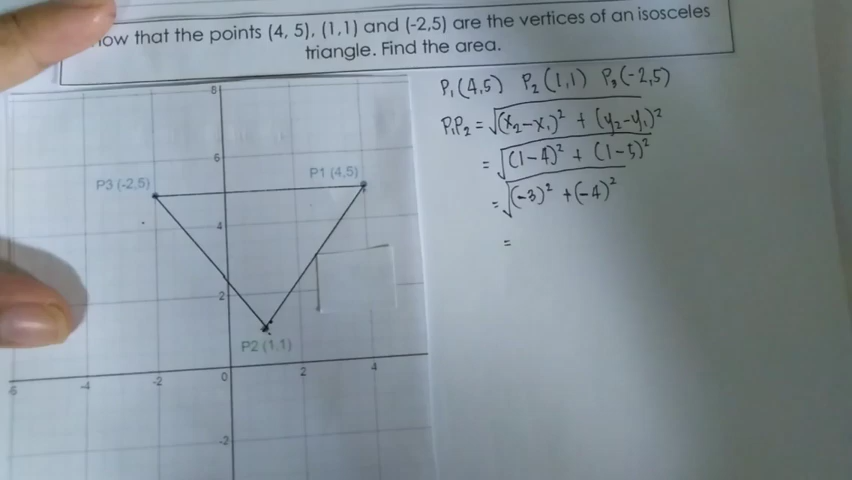 how that the points (4, 5), (1,1) and (-2,5) are the vertices of an isosceles
triangle. Find the area.
P₁(4,5) P₂(1,1) P₃(-2,5)
P₁P₂ = √(x₂-x₁)² + (y₂-y₁)²
= √(1-4)² + (1-5)²
= √(-3)² + (-4)²
=
8
6
P3 (-2,5)
P1 (4,5)
4
2
P2 (1,1)
-6 -4 -2 0 2 4
-2